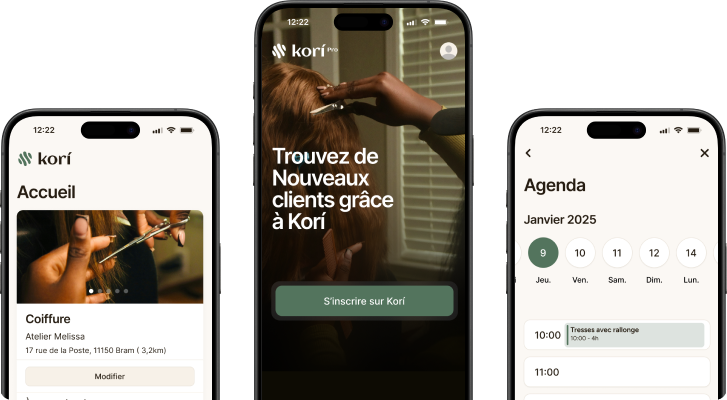 12:22
korí
Accueil
Coiffure
Atelier Melissa
17 rue de la Poste, 11150 Bram ( 3,2km)
Modifier
12:22
korí Pro
Trouvez de
Nouveaux
clients grâce
à Korí
S'inscrire sur Korí
12:22
Agenda
Janvier 2025
9 10 11 12 14
Jeu. Ven. Sam. Dim. Lun.
10:00 Tresses avec rallonge
10:00 - 4h
11:00